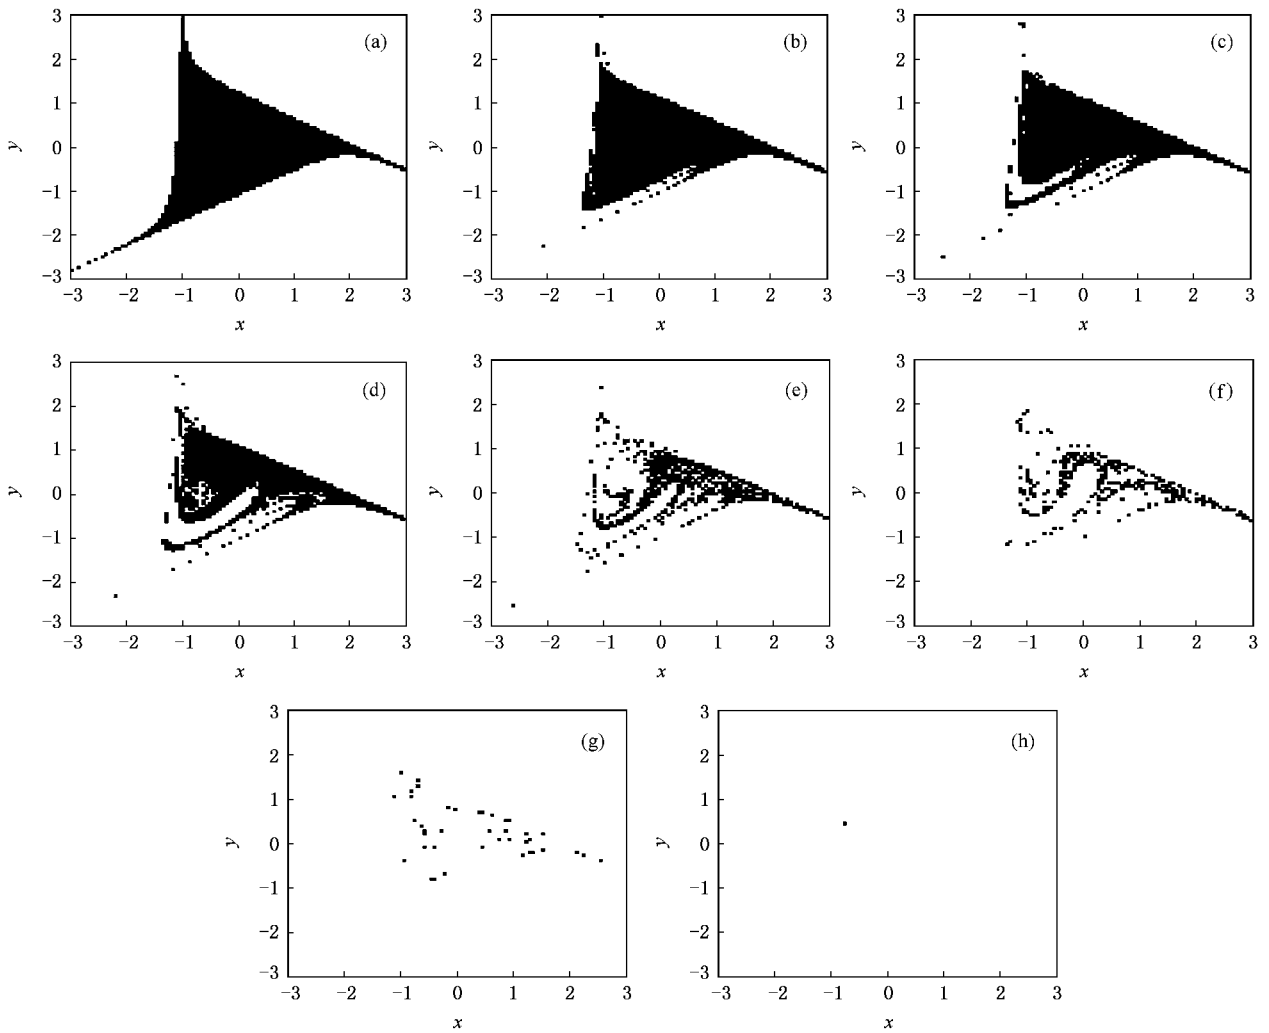 3 (a) 3 (b) 3 (c)
2 2 2
1 1 1
y 0 y 0 y 0
−1 −1 −1
−2 −2 −2
−3 −3 −3
−3 −2 −1 0 1 2 3 −3 −2 −1 0 1 2 3 −3 −2 −1 0 1 2 3
x x x
3 (d) 3 (e) 3 (f)
2 2 2
1 1 1
y 0 y 0 y 0
−1 −1 −1
−2 −2 −2
−3 −3 −3
−3 −2 −1 0 1 2 3 −3 −2 −1 0 1 2 3 −3 −2 −1 0 1 2 3
x x x
3 (g) 3 (h)
2 2
1 1
y 0 y 0
−1 −1
−2 −2
−3 −3
−3 −2 −1 0 1 2 3 −3 −2 −1 0 1 2 3
x x